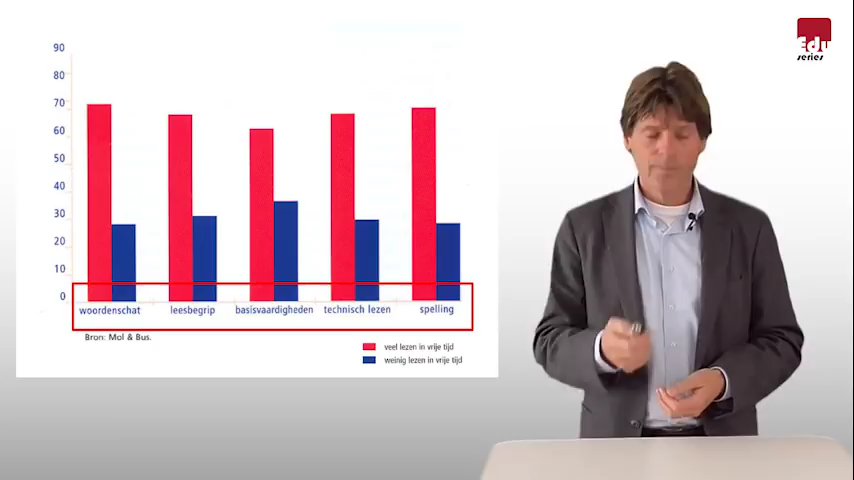 Edu
series
90
80
70
60
50
40
30
20
10
0
woordenschat leesbegrip basisvaardigheden technisch lezen spelling
Bron: Mol & Bus.
veel lezen in vrije tijd
weinig lezen in vrije tijd